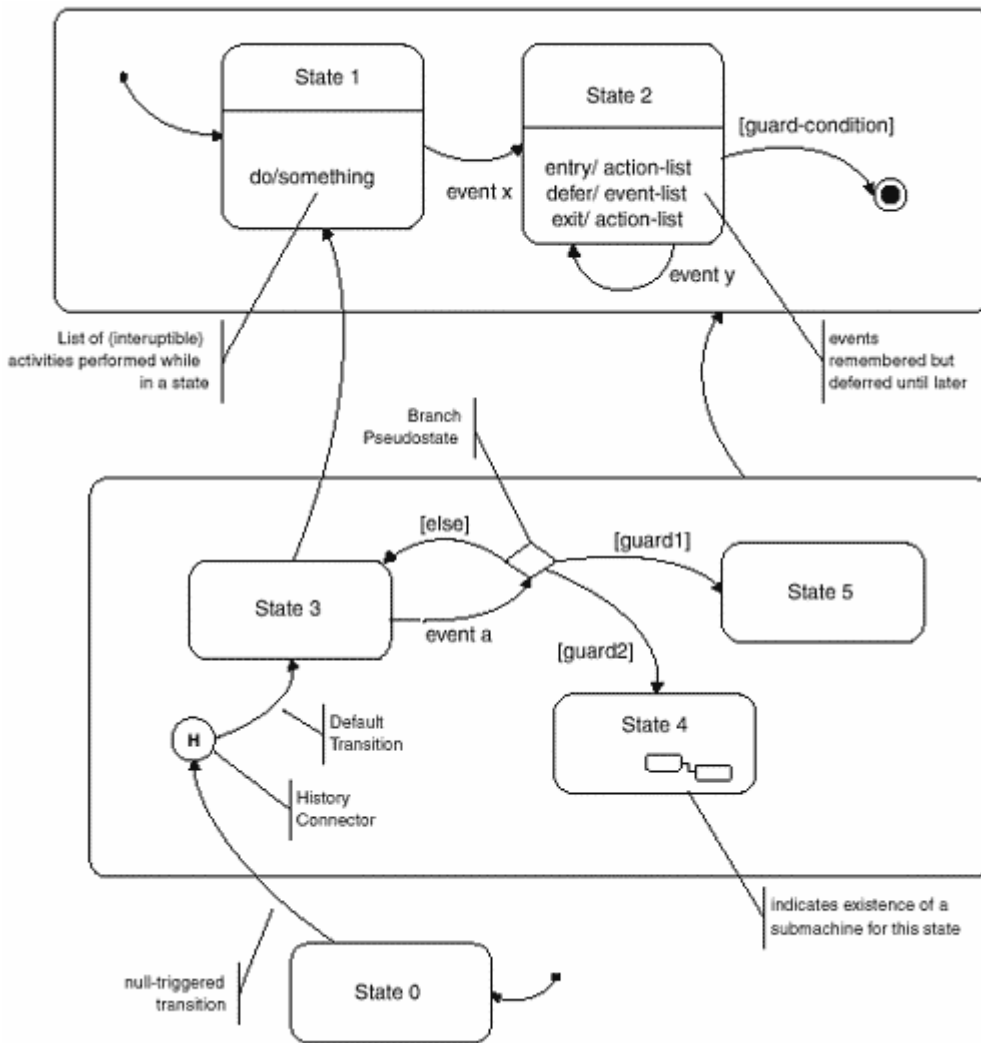 State 1
do/something
event x
State 2
entry/ action-list
defer/ event-list
exit/ action-list
event y
[guard-condition]
List of (interuptible)
activities performed while
in a state
events
remembered but
deferred until later
Branch
Pseudostate
[else]
[guard1]
State 3
event a
State 5
[guard2]
State 4
H
Default
Transition
History
Connector
indicates existence of a
submachine for this state
null-triggered
transition
State 0